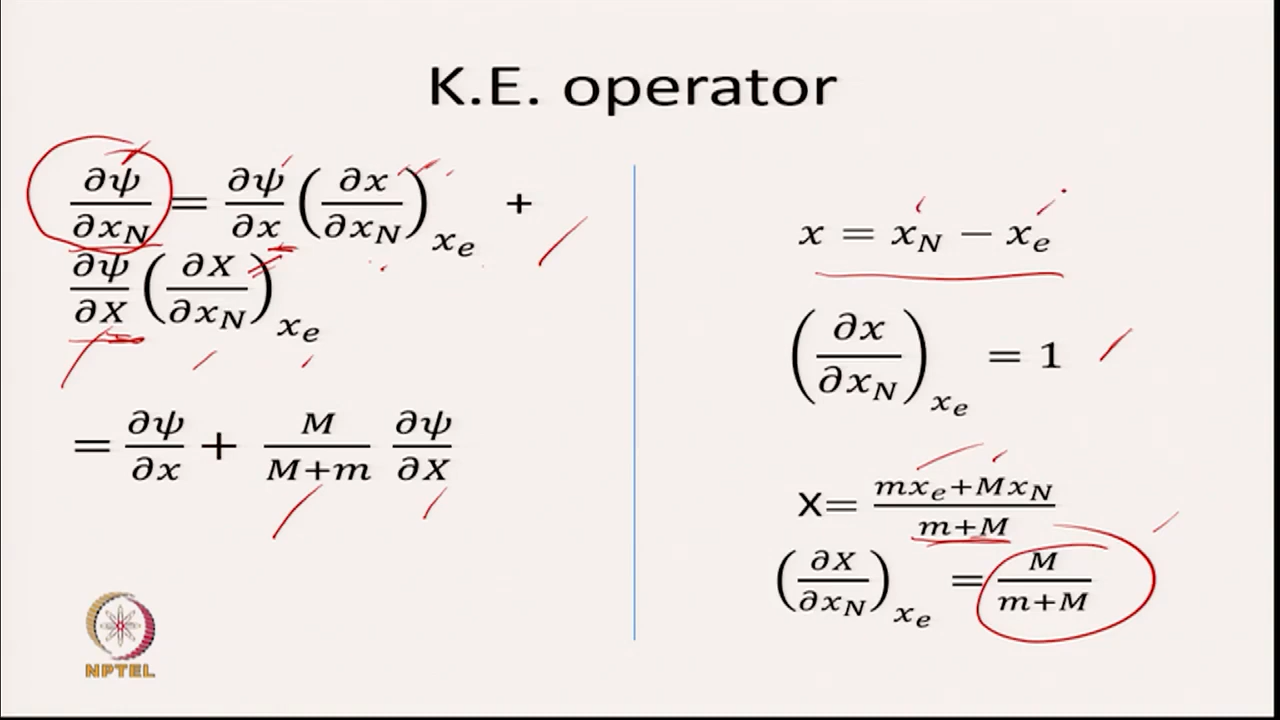 K.E. operator
∂ψ/∂x_N = ∂ψ/∂x (∂x/∂x_N)_{x_e} +
∂ψ/∂X (∂X/∂x_N)_{x_e}
= ∂ψ/∂x + M/(M+m) ∂ψ/∂X
x = x_N − x_e
(∂x/∂x_N)_{x_e} = 1
X= (mx_e+Mx_N)/(m+M)
(∂X/∂x_N)_{x_e} = M/(m+M)
NPTEL